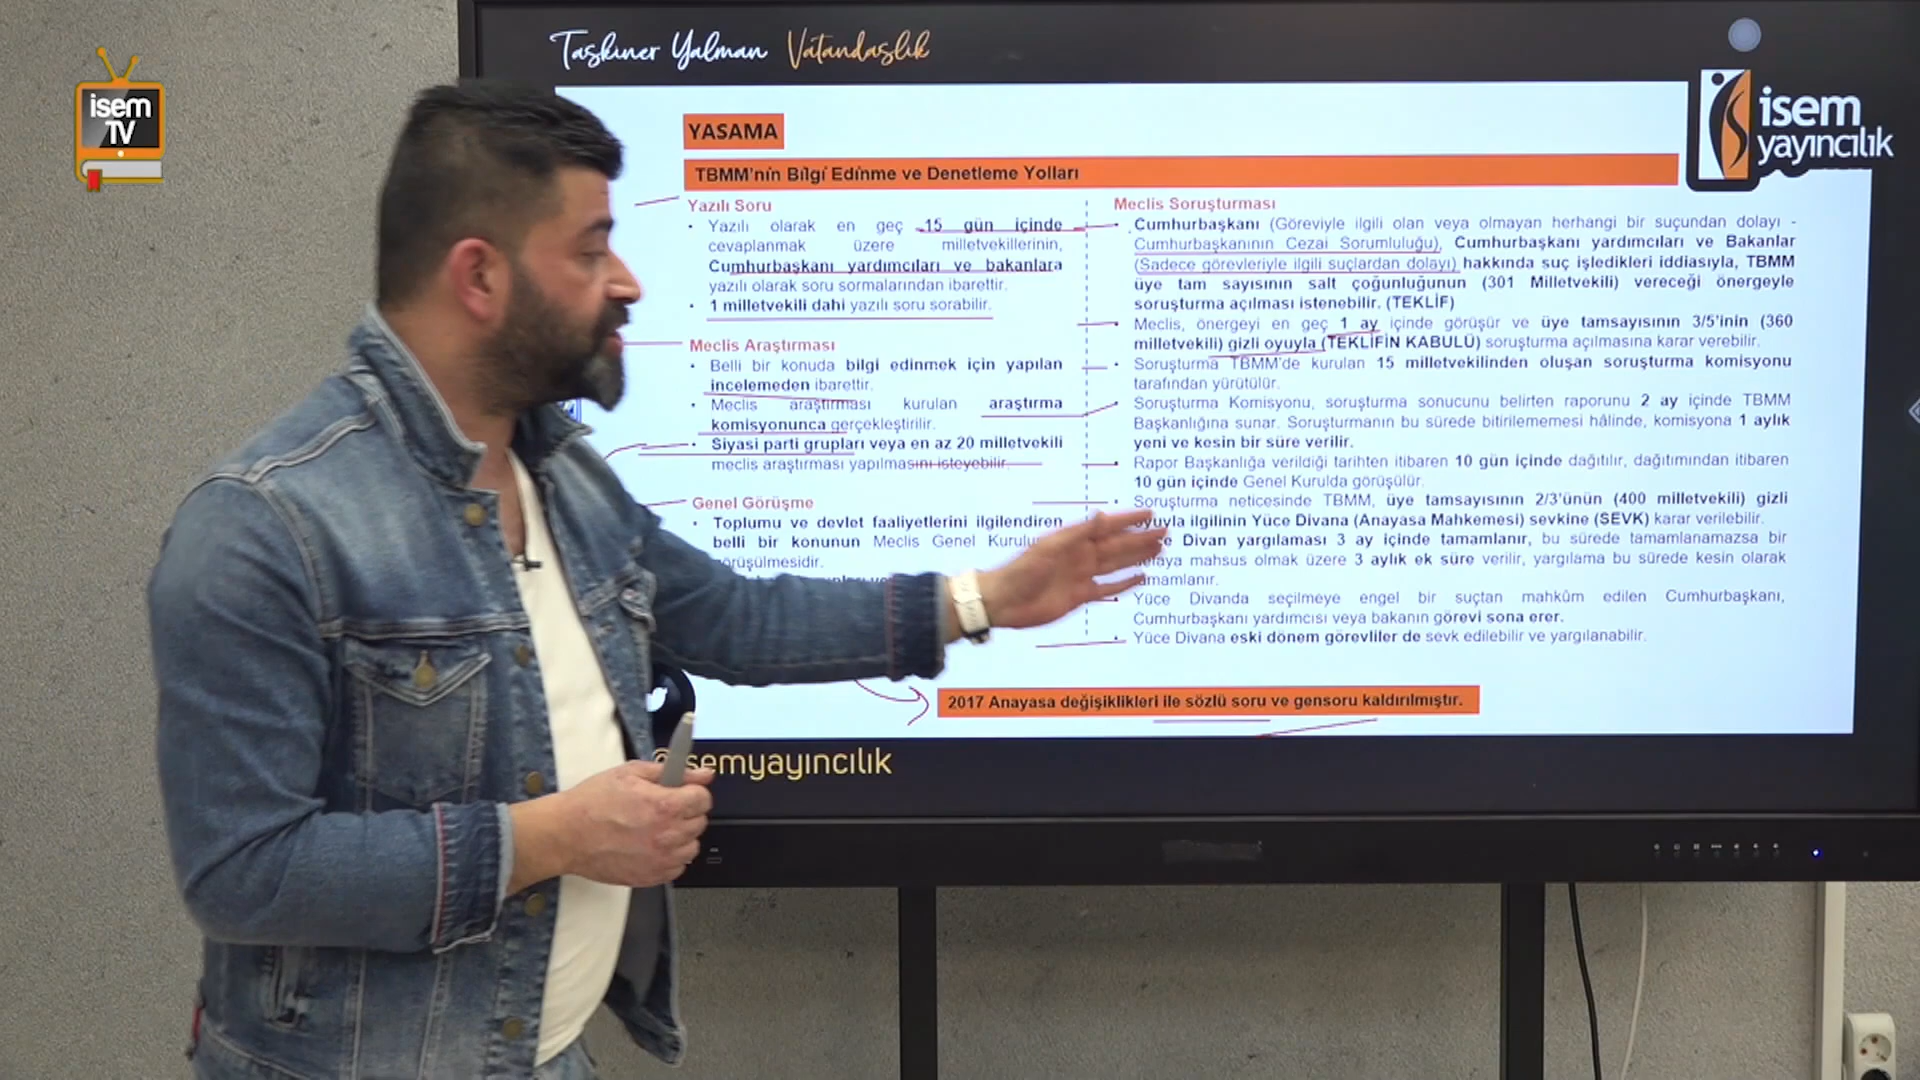 isem
TV
Taşkıner Yalman Vatandaşlık
isem
yayıncılık
YASAMA
TBMM'nin Bilgi Edinme ve Denetleme Yolları
Yazılı Soru
• Yazılı olarak en geç 15 gün içinde
cevaplanmak üzere milletvekillerinin,
Cumhurbaşkanı yardımcıları ve bakanlara
yazılı olarak soru sormalarından ibarettir.
• 1 milletvekili dahi yazılı soru sorabilir.
Meclis Araştırması
• Belli bir konuda bilgi edinmek için yapılan
incelemeden ibarettir.
• Meclis araştırması kurulan araştırma
komisyonunca gerçekleştirilir.
• Siyasi parti grupları veya en az 20 milletvekili
meclis araştırması yapılmasını isteyebilir.
Genel Görüşme
• Toplumu ve devlet faaliyetlerini ilgilendiren
belli bir konunun Meclis Genel
görüşülmesidir.
Meclis Soruşturması
• Cumhurbaşkanı (Göreviyle ilgili olan veya olmayan herhangi bir suçundan dolayı -
Cumhurbaşkanının Cezai Sorumluluğu), Cumhurbaşkanı yardımcıları ve Bakanlar
(Sadece görevleriyle ilgili suçlardan dolayı) hakkında suç işledikleri iddiasıyla, TBMM
üye tam sayısının salt çoğunluğunun (301 Milletvekili) vereceği önergeyle
soruşturma açılması istenebilir. (TEKLİF)
• Meclis, önergeyi en geç 1 ay içinde görüşür ve üye tamsayısının 3/5'inin (360
milletvekili) gizli oyuyla (TEKLİFİN KABULÜ) soruşturma açılmasına karar verebilir.
• Soruşturma TBMM'de kurulan 15 milletvekilinden oluşan soruşturma komisyonu
tarafından yürütülür.
• Soruşturma Komisyonu, soruşturma sonucunu belirten raporunu 2 ay içinde TBMM
Başkanlığına sunar. Soruşturmanın bu sürede bitirilememesi hâlinde, komisyona 1 aylık
yeni ve kesin bir süre verilir.
• Rapor Başkanlığa verildiği tarihten itibaren 10 gün içinde dağıtılır, dağıtımından itibaren
10 gün içinde Genel Kurulda görüşülür.
• Soruşturma neticesinde TBMM, üye tamsayısının 2/3'ünün (400 milletvekili) gizli
oyuyla ilgilinin Yüce Divana (Anayasa Mahkemesi) sevkine (SEVK) karar verilebilir.
Divan yargılaması 3 ay içinde tamamlanır, bu sürede tamamlanamazsa bir
defaya mahsus olmak üzere 3 aylık ek süre verilir, yargılama bu sürede kesin olarak
tamamlanır.
• Yüce Divanda seçilmeye engel bir suçtan mahkûm edilen Cumhurbaşkanı,
Cumhurbaşkanı yardımcısı veya bakanın görevi sona erer.
• Yüce Divana eski dönem görevliler de sevk edilebilir ve yargılanabilir.
2017 Anayasa değişiklikleri ile sözlü soru ve gensoru kaldırılmıştır.
@isemyayıncılık